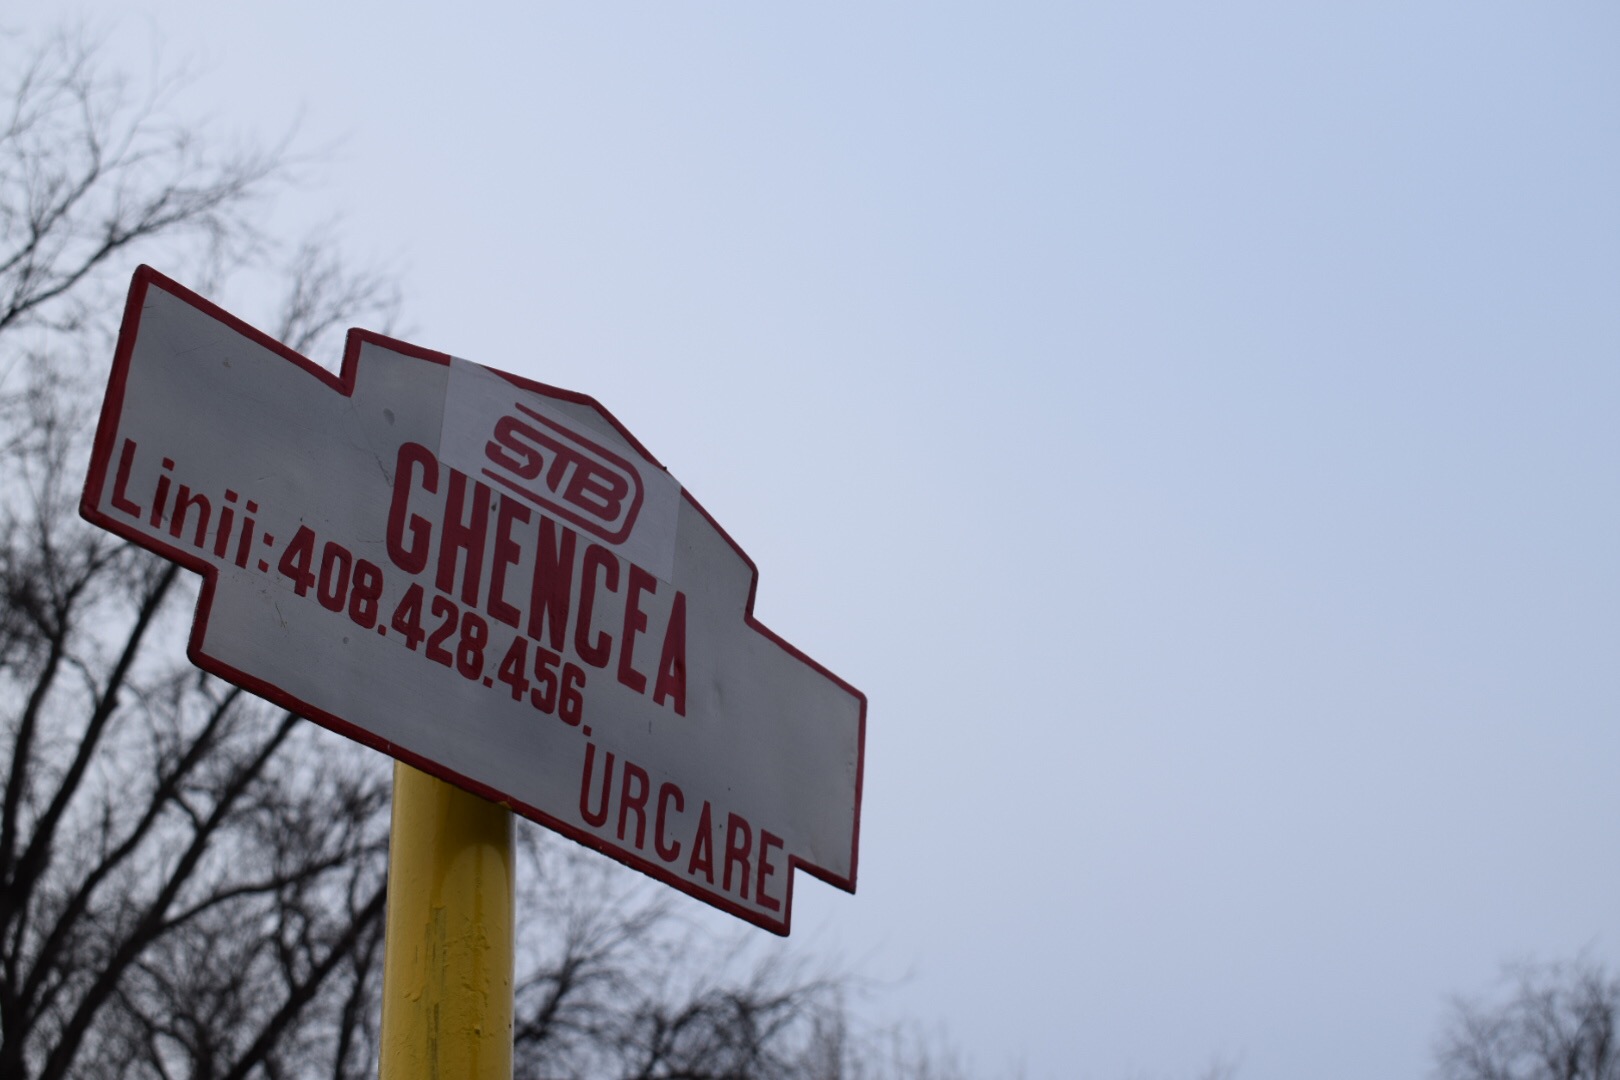 STB
GHENCEA
Linii:408.428.456.
URCARE